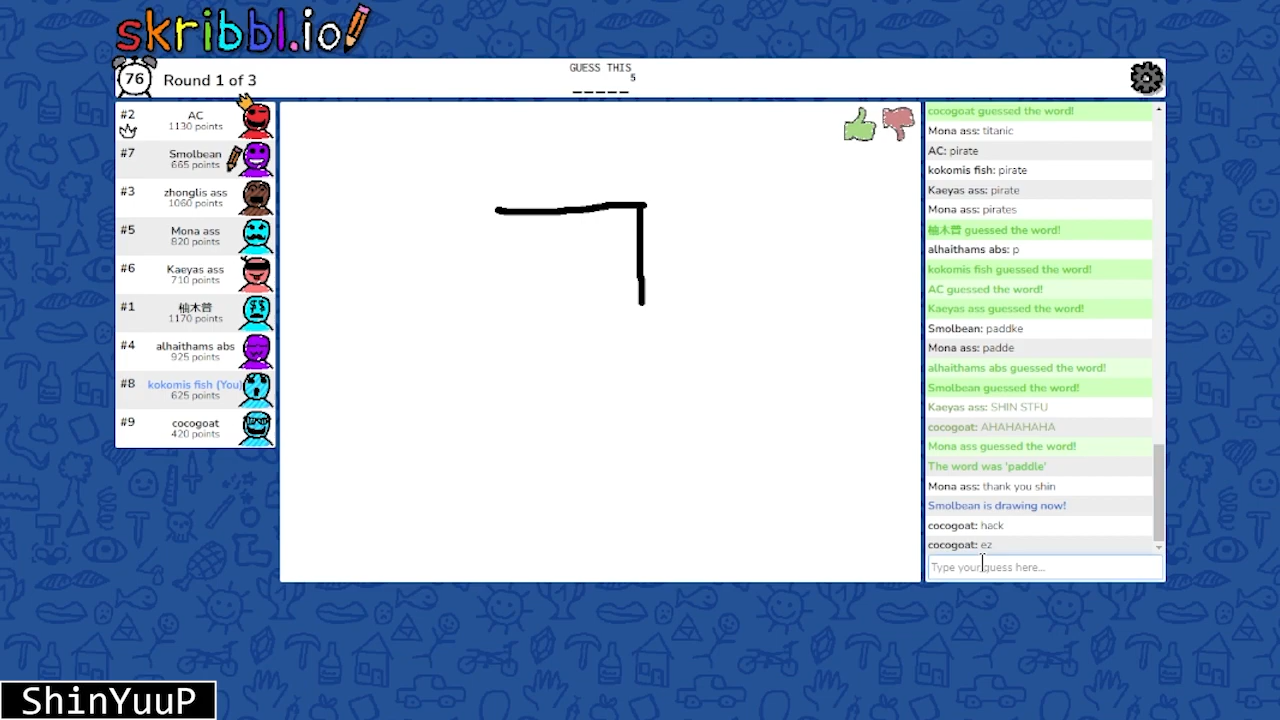 skribbl.io
76
Round 1 of 3
GUESS THIS
_____ 5
#2 AC
1130 points
#7 Smolbean
665 points
#3 zhonglis ass
1060 points
#5 Mona ass
820 points
#6 Kaeyas ass
710 points
#1 柚木普
1170 points
#4 alhaithams abs
925 points
#8 kokomis fish (You)
625 points
#9 cocogoat
420 points
cocogoat guessed the word!
Mona ass: titanic
AC: pirate
kokomis fish: pirate
Kaeyas ass: pirate
Mona ass: pirates
柚木普 guessed the word!
alhaithams abs: p
kokomis fish guessed the word!
AC guessed the word!
Kaeyas ass guessed the word!
Smolbean: paddke
Mona ass: padde
alhaithams abs guessed the word!
Smolbean guessed the word!
Kaeyas ass: SHIN STFU
cocogoat: AHAHAHAHA
Mona ass guessed the word!
The word was 'paddle'
Mona ass: thank you shin
Smolbean is drawing now!
cocogoat: hack
cocogoat: ez
Type your guess here...
ShinYuuP